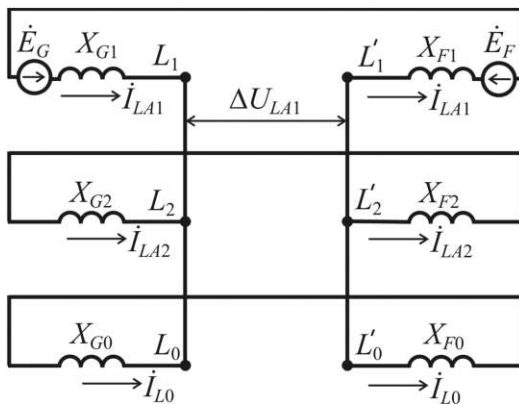 Ė_G X_G1 L_1 L′_1 X_F1 Ė_F
İ_LA1 ΔU_LA1 İ_LA1
X_G2 L_2 L′_2 X_F2
İ_LA2 İ_LA2
X_G0 L_0 L′_0 X_F0
İ_L0 İ_L0